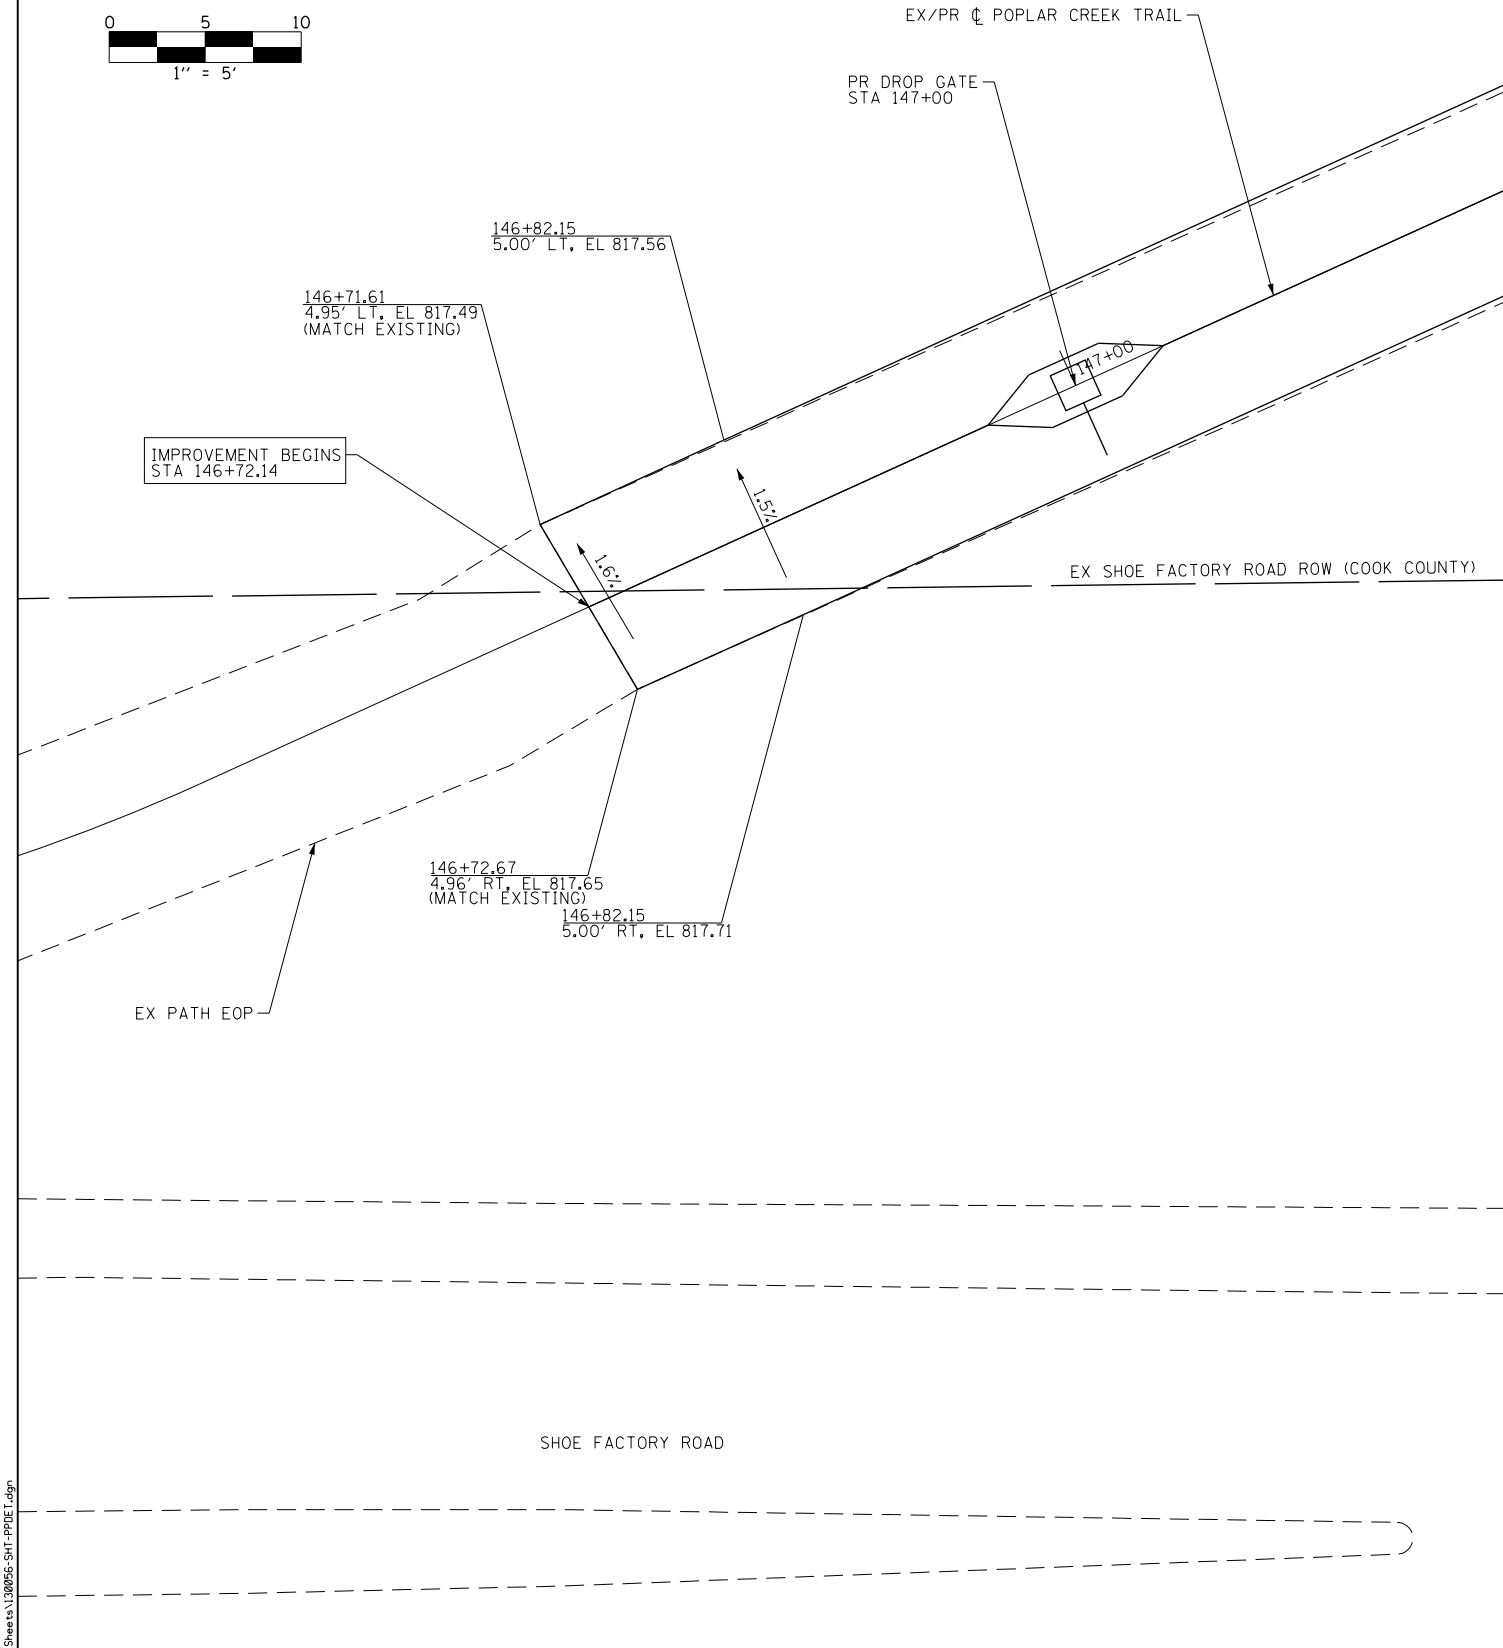 0 5 10
1" = 5'
EX/PR ℄ POPLAR CREEK TRAIL
PR DROP GATE
STA 147+00
146+82.15
5.00' LT, EL 817.56
146+71.61
4.95' LT, EL 817.49
(MATCH EXISTING)
147+00
IMPROVEMENT BEGINS
STA 146+72.14
1.5%
1.6%
EX SHOE FACTORY ROAD ROW (COOK COUNTY)
146+72.67
4.96' RT, EL 817.65
(MATCH EXISTING)
146+82.15
5.00' RT, EL 817.71
EX PATH EOP
SHOE FACTORY ROAD
Sheets\130056-SHT-PPDET.dgn